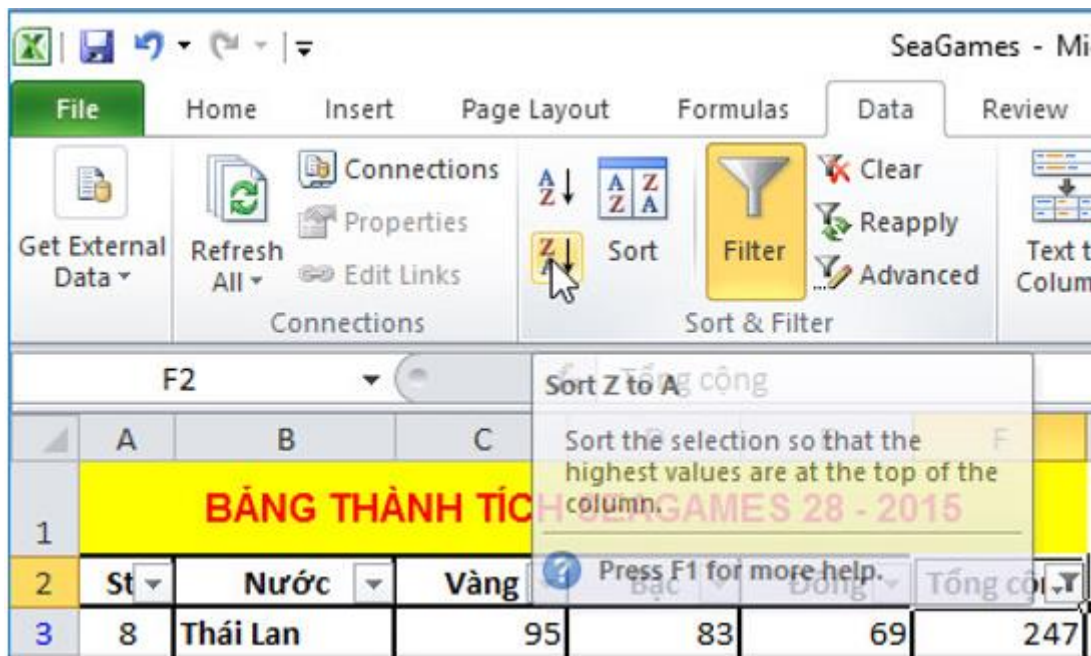 SeaGames - Mi
File Home Insert Page Layout Formulas Data Review
Get External Data
Refresh All
Connections
Properties
Edit Links
Connections
A Z
Z A
A Z Z A
Sort
Filter
Clear
Reapply
Advanced
Sort & Filter
Text t
Colum
F2 Tổng cộng
Sort Z to A
Sort the selection so that the
highest values are at the top of the
column.
Press F1 for more help.
A B C F
1 BẢNG THÀNH TÍCH SEAGAMES 28 - 2015
2 St Nước Vàng Bạc Đồng Tổng cộ
3 8 Thái Lan 95 83 69 247